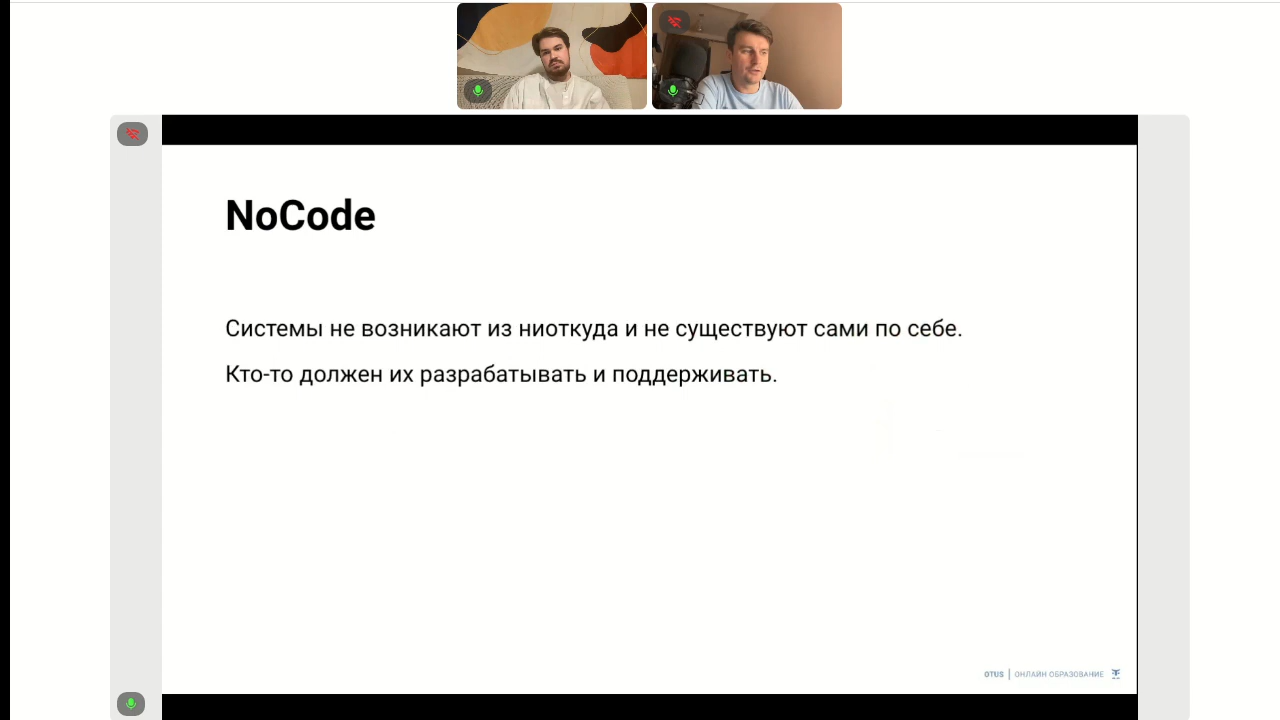 NoCode
Системы не возникают из ниоткуда и не существуют сами по себе.
Кто-то должен их разрабатывать и поддерживать.
OTUS | ОНЛАЙН ОБРАЗОВАНИЕ